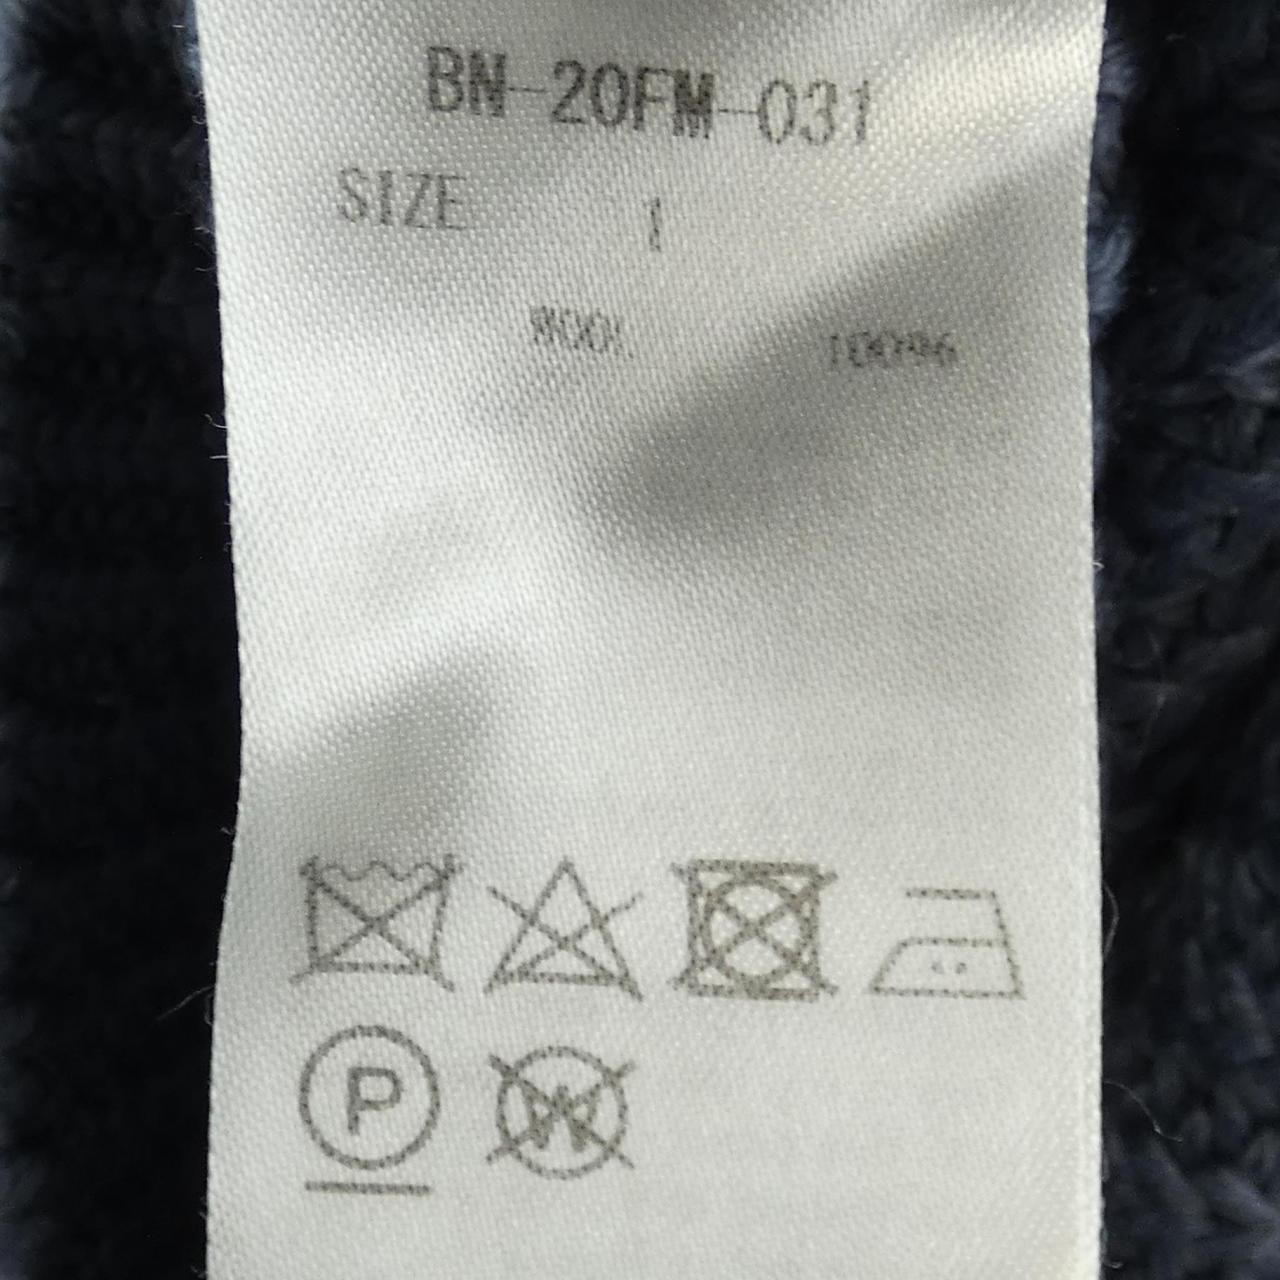 BN-20FM-031
SIZE 1
WOOL 100%
P W